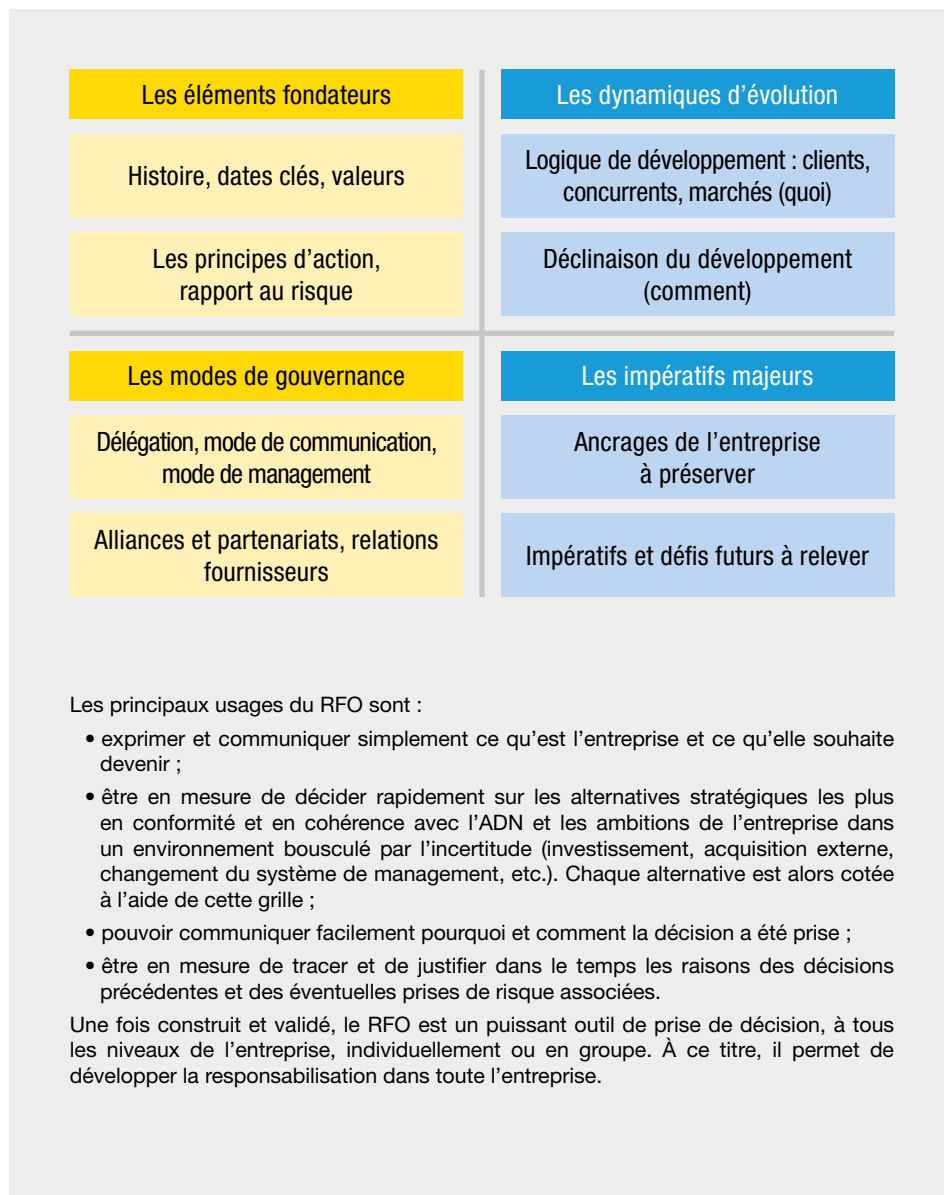 Les éléments fondateurs
Histoire, dates clés, valeurs
Les principes d’action,
rapport au risque
Les dynamiques d’évolution
Logique de développement : clients,
concurrents, marchés (quoi)
Déclinaison du développement
(comment)
Les modes de gouvernance
Délégation, mode de communication,
mode de management
Alliances et partenariats, relations
fournisseurs
Les impératifs majeurs
Ancrages de l’entreprise
à préserver
Impératifs et défis futurs à relever
Les principaux usages du RFO sont :
• exprimer et communiquer simplement ce qu’est l’entreprise et ce qu’elle souhaite
devenir ;
• être en mesure de décider rapidement sur les alternatives stratégiques les plus
en conformité et en cohérence avec l’ADN et les ambitions de l’entreprise dans
un environnement bousculé par l’incertitude (investissement, acquisition externe,
changement du système de management, etc.). Chaque alternative est alors cotée
à l’aide de cette grille ;
• pouvoir communiquer facilement pourquoi et comment la décision a été prise ;
• être en mesure de tracer et de justifier dans le temps les raisons des décisions
précédentes et des éventuelles prises de risque associées.
Une fois construit et validé, le RFO est un puissant outil de prise de décision, à tous
les niveaux de l’entreprise, individuellement ou en groupe. À ce titre, il permet de
développer la responsabilisation dans toute l’entreprise.